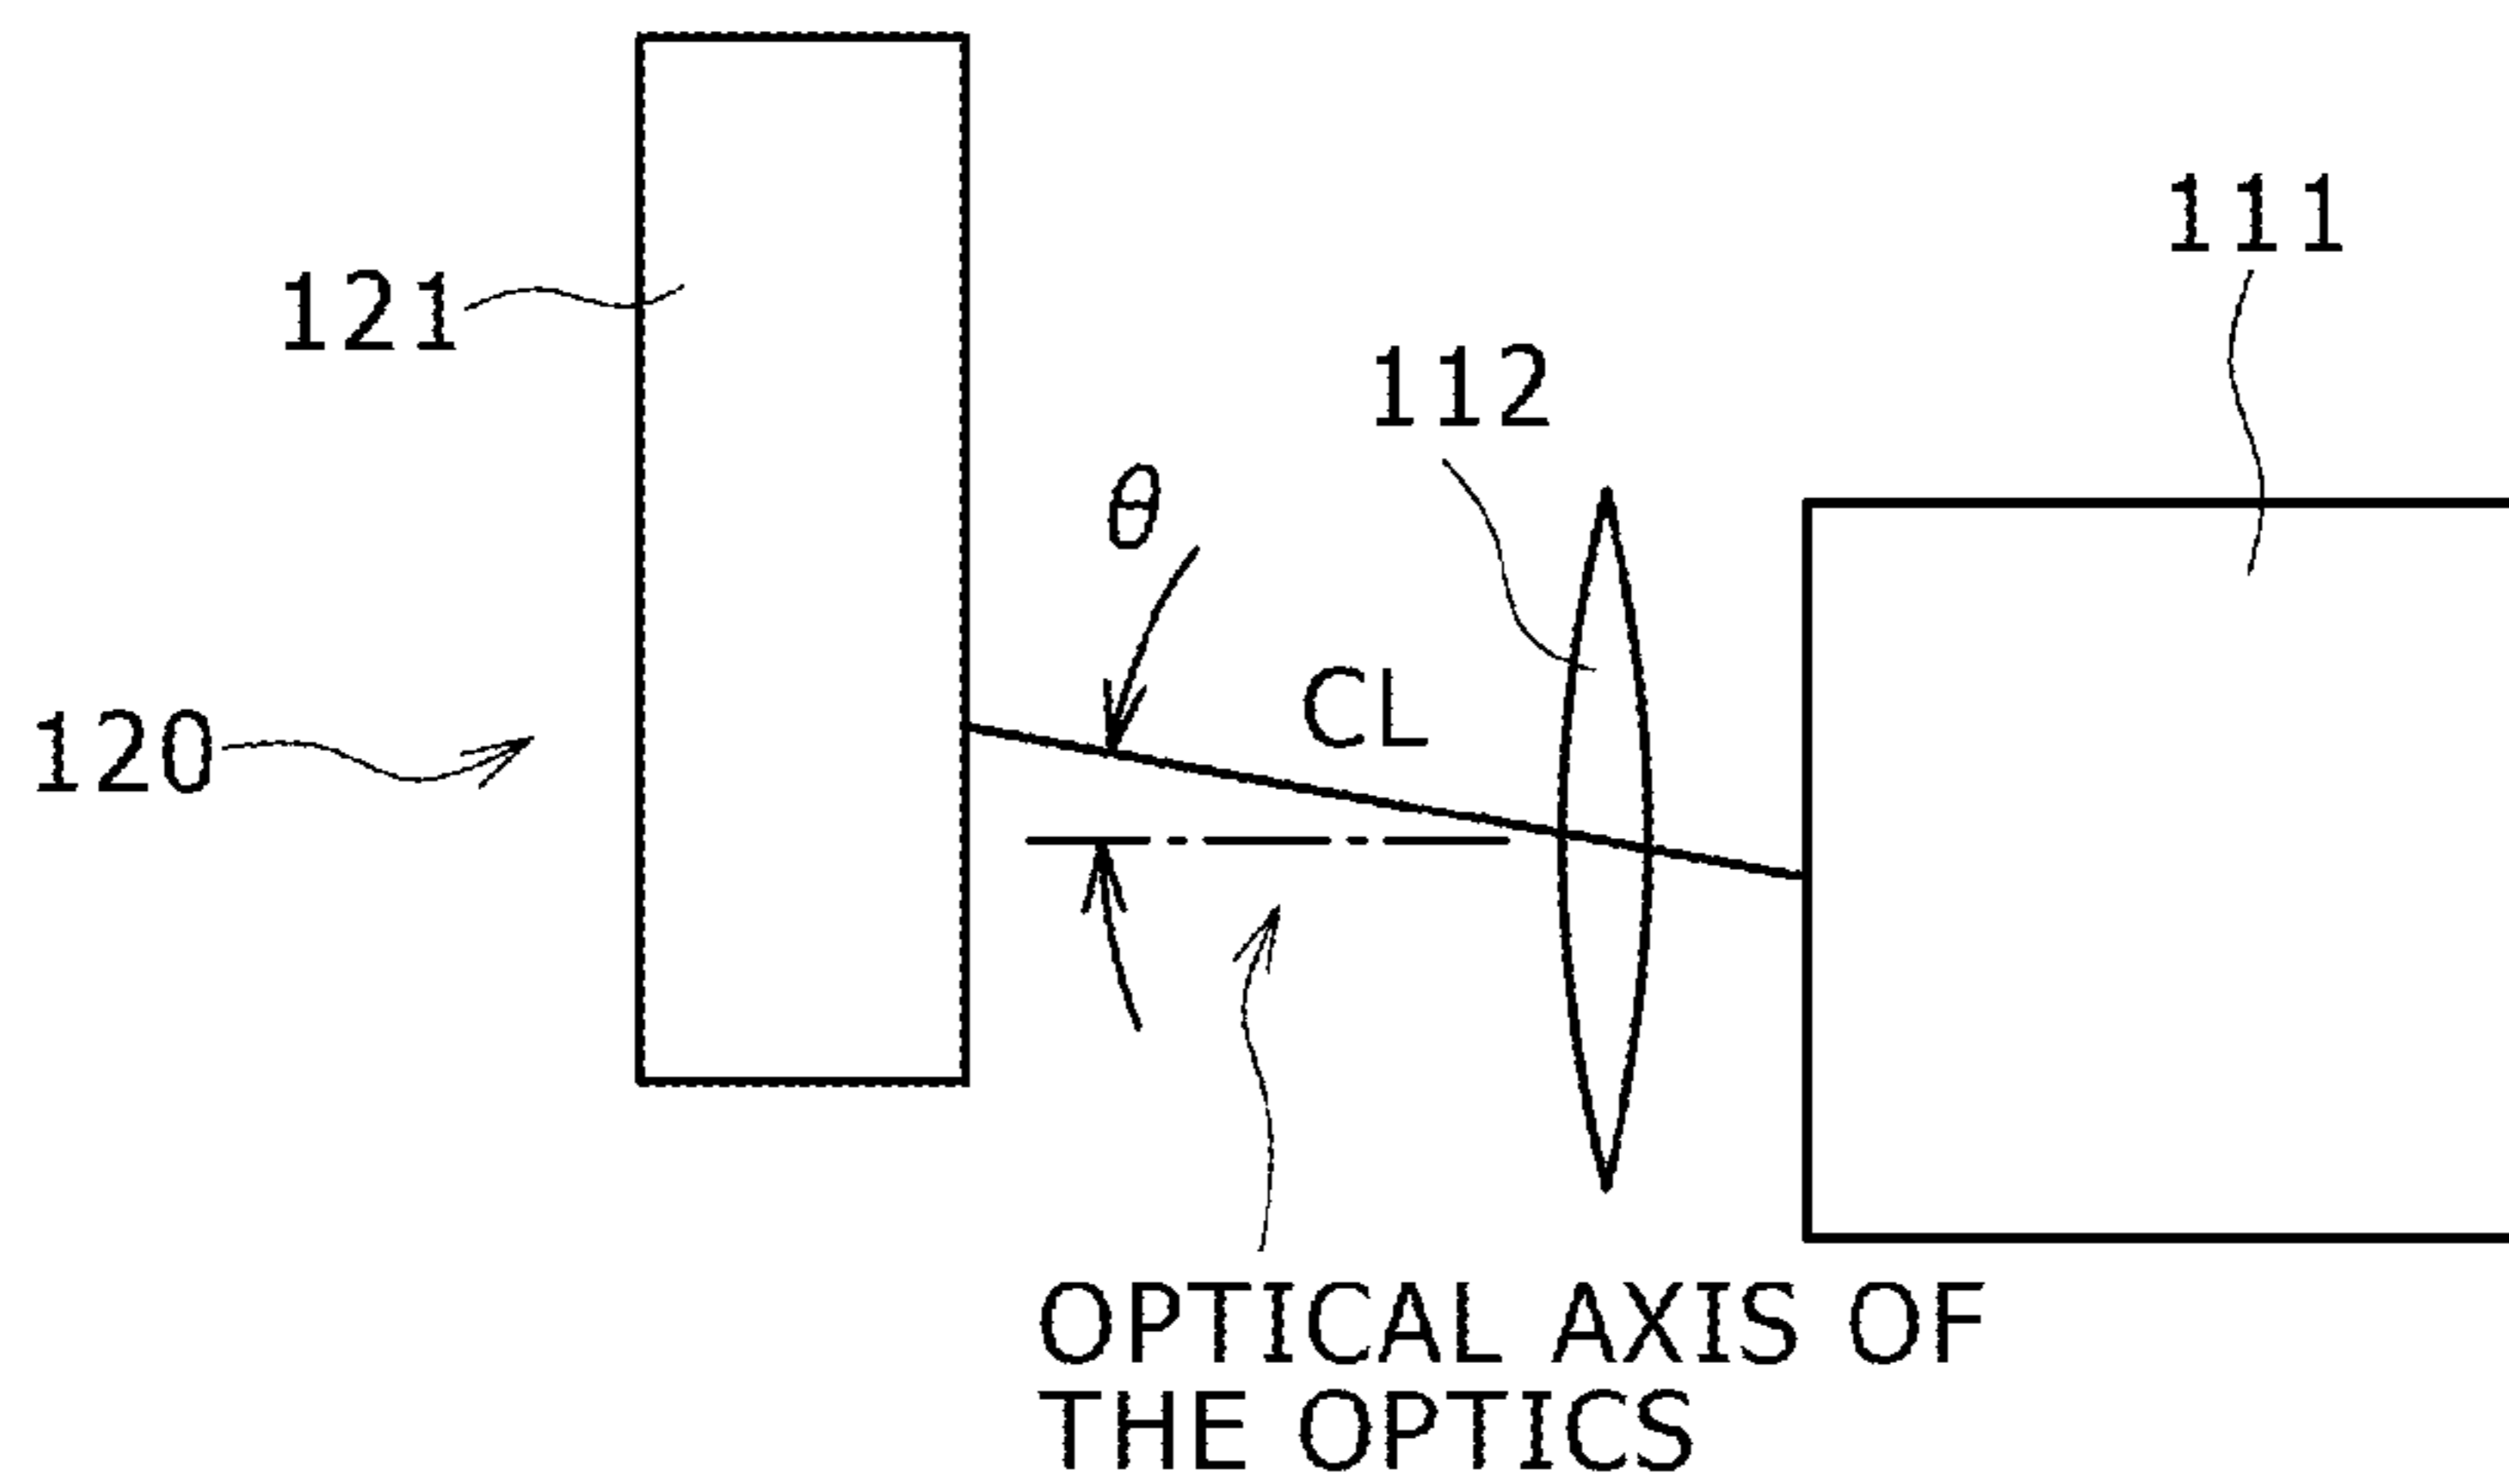 111
121
112
θ
CL
120
OPTICAL AXIS OF
THE OPTICS